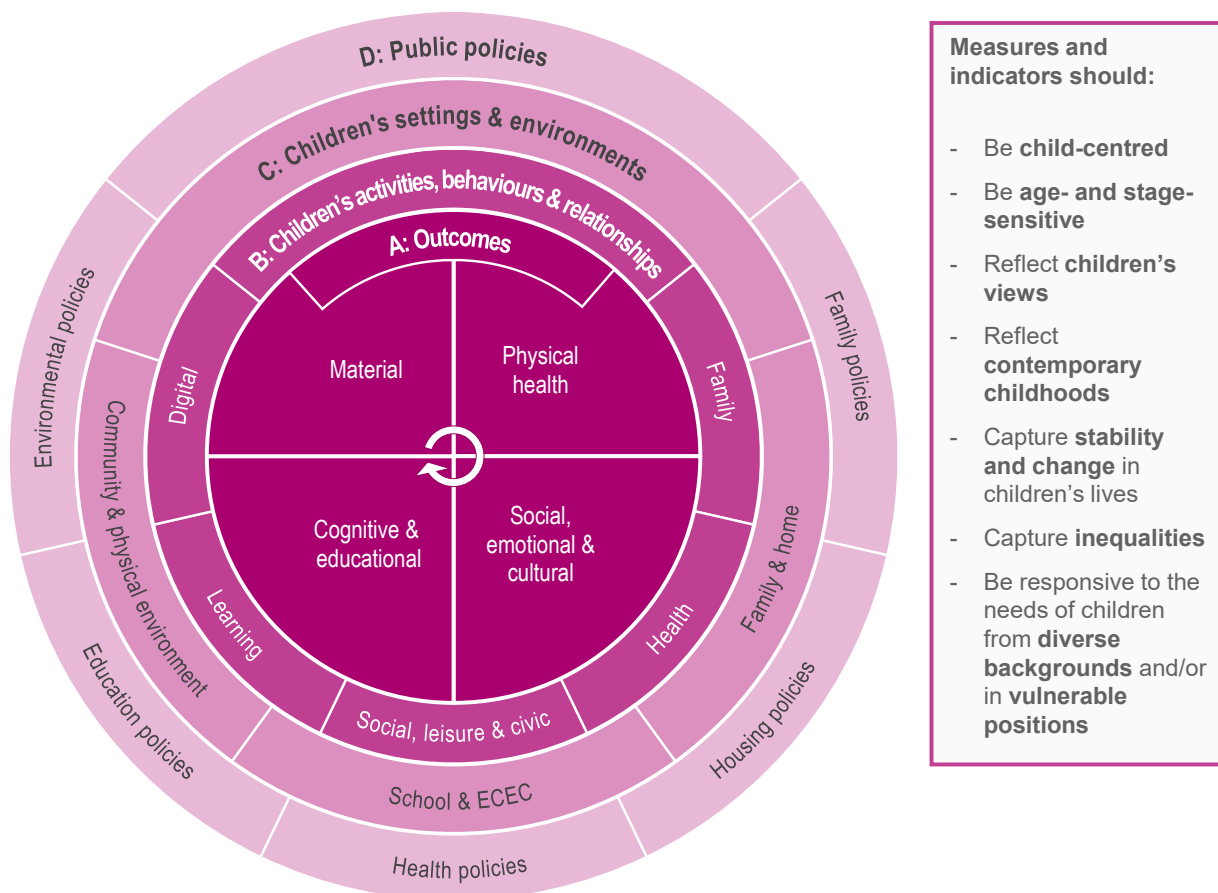 D: Public policies
C: Children's settings & environments
B: Children’s activities, behaviours & relationships
A: Outcomes
Material
Physical
health
Cognitive &
educational
Social,
emotional &
cultural
Digital
Family
Learning
Health
Social, leisure & civic
Community & physical environment
Family & home
School & ECEC
Environmental policies
Family policies
Education policies
Housing policies
Health policies
Measures and
indicators should:
- Be child-centred
- Be age- and stage-
sensitive
- Reflect children’s
views
- Reflect
contemporary
childhoods
- Capture stability
and change in
children’s lives
- Capture inequalities
- Be responsive to the
needs of children
from diverse
backgrounds and/or
in vulnerable
positions